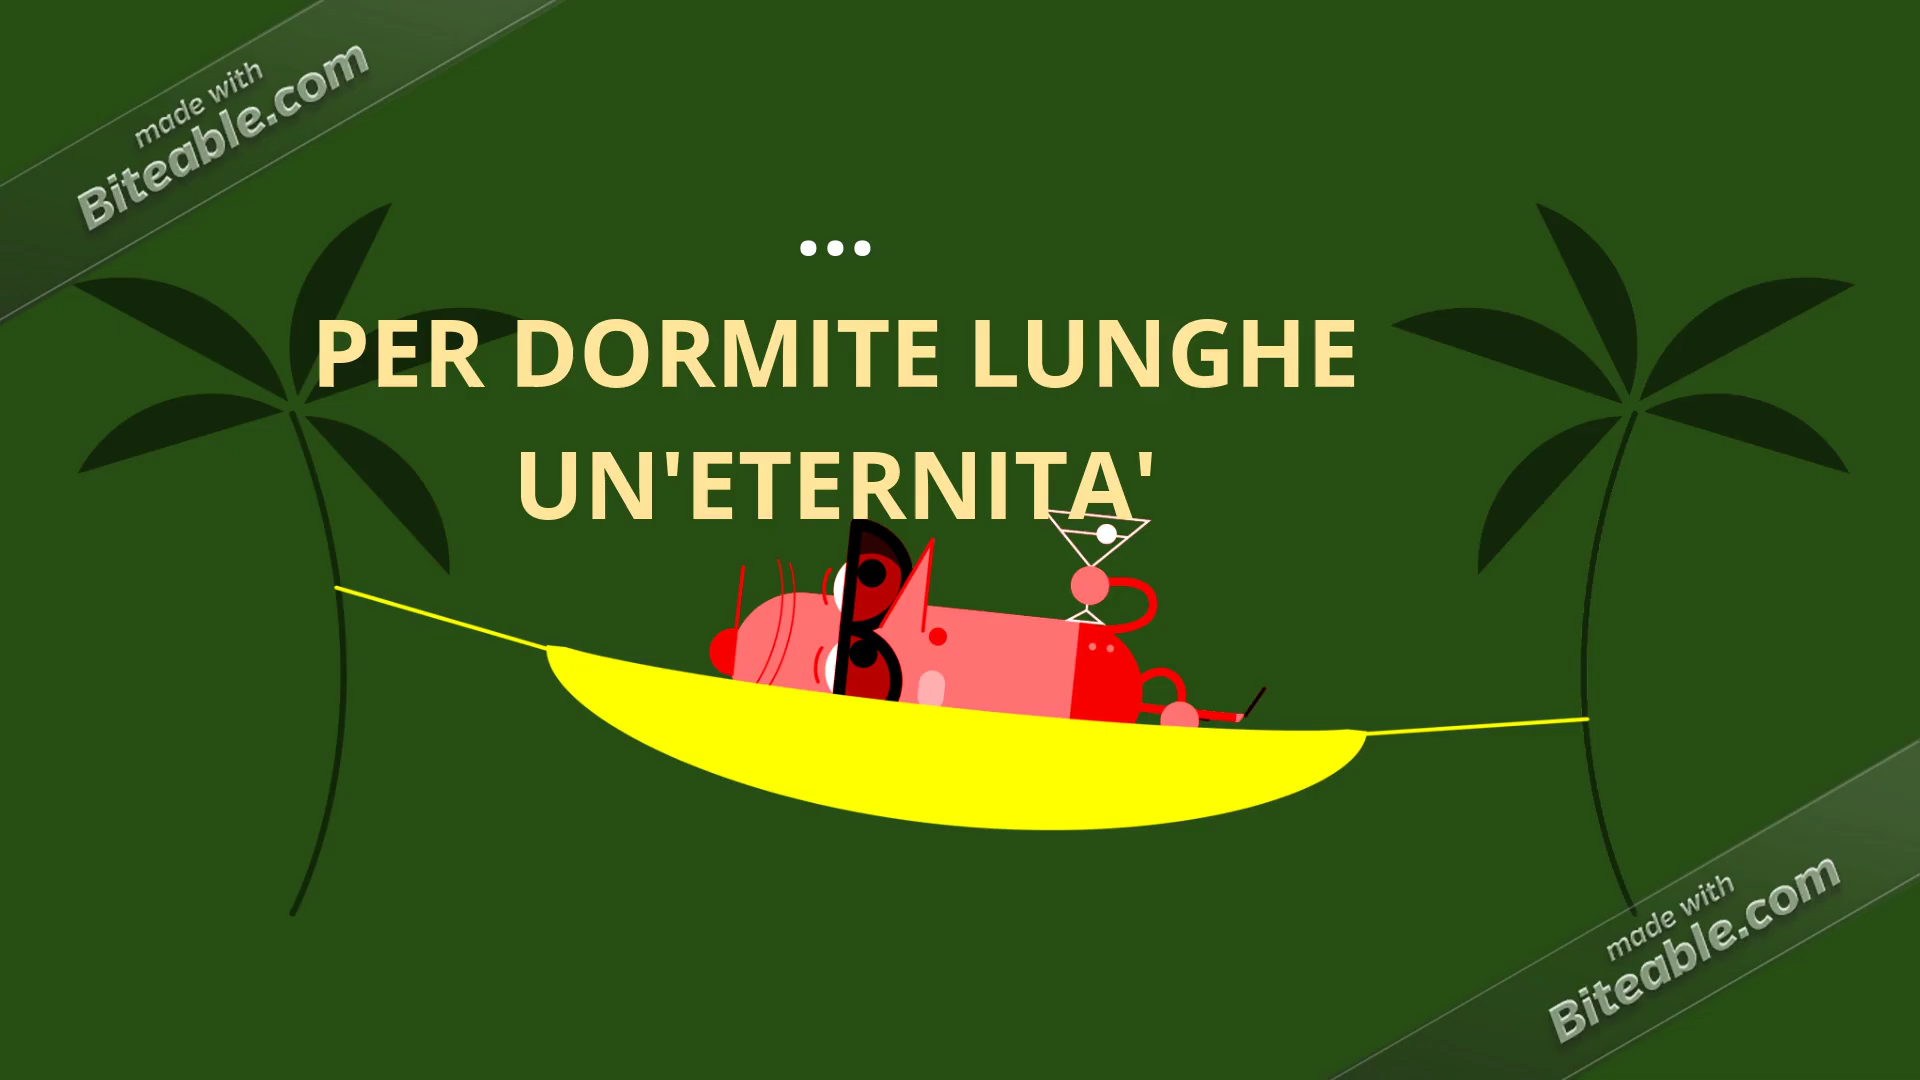 made with
Biteable.com
...
PER DORMITE LUNGHE
UN'ETERNITA'
made with
Biteable.com